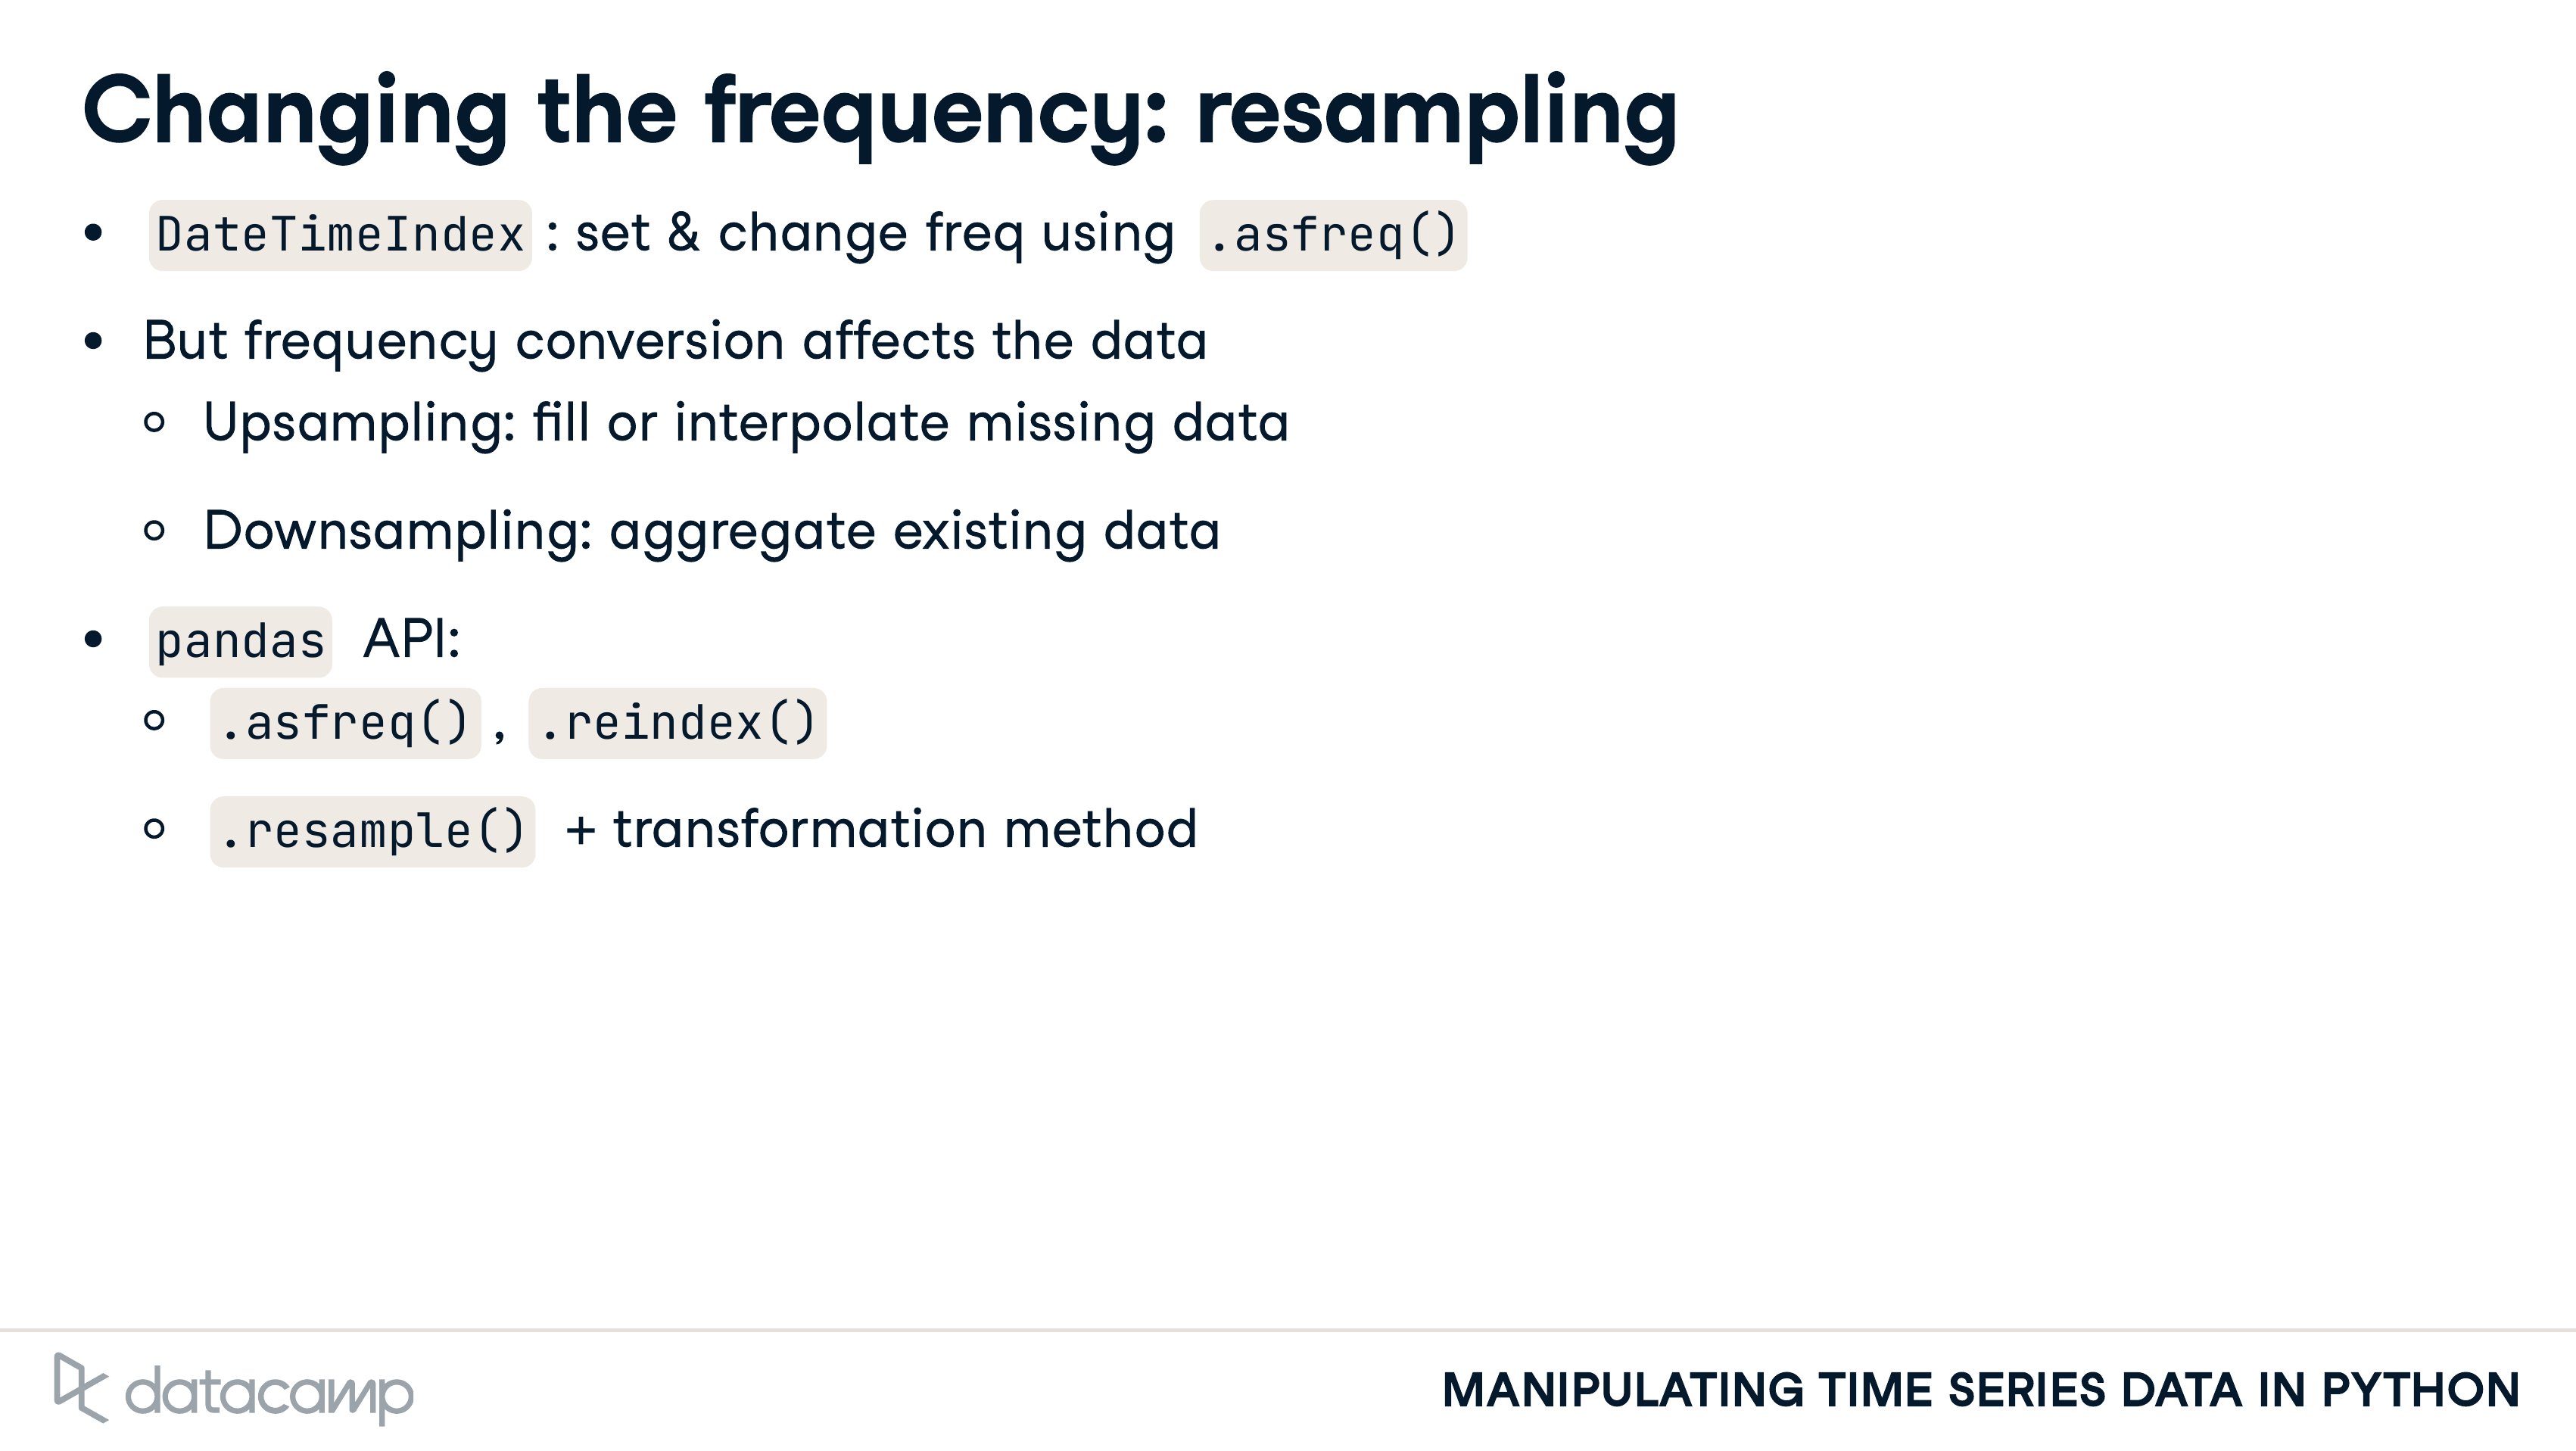 Changing the frequency: resampling
• DateTimeIndex : set & change freq using .asfreq()
• But frequency conversion affects the data
○ Upsampling: fill or interpolate missing data
○ Downsampling: aggregate existing data
• pandas API:
○ .asfreq() , .reindex()
○ .resample() + transformation method
datacamp
MANIPULATING TIME SERIES DATA IN PYTHON